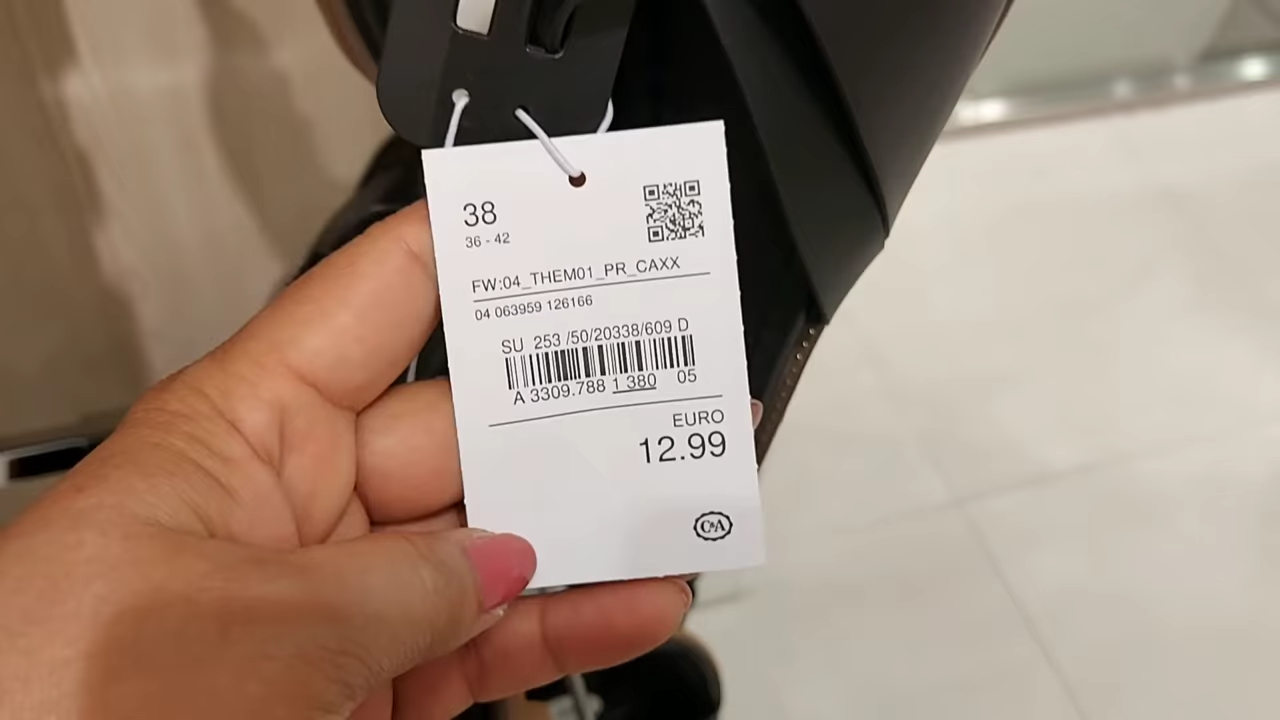 38
36 - 42
FW:04_THEM01_PR_CAXX
04 063959 126166
SU 253 /50/20338/609 D
A 3309.788 1 380 05
EURO
12.99
C&A